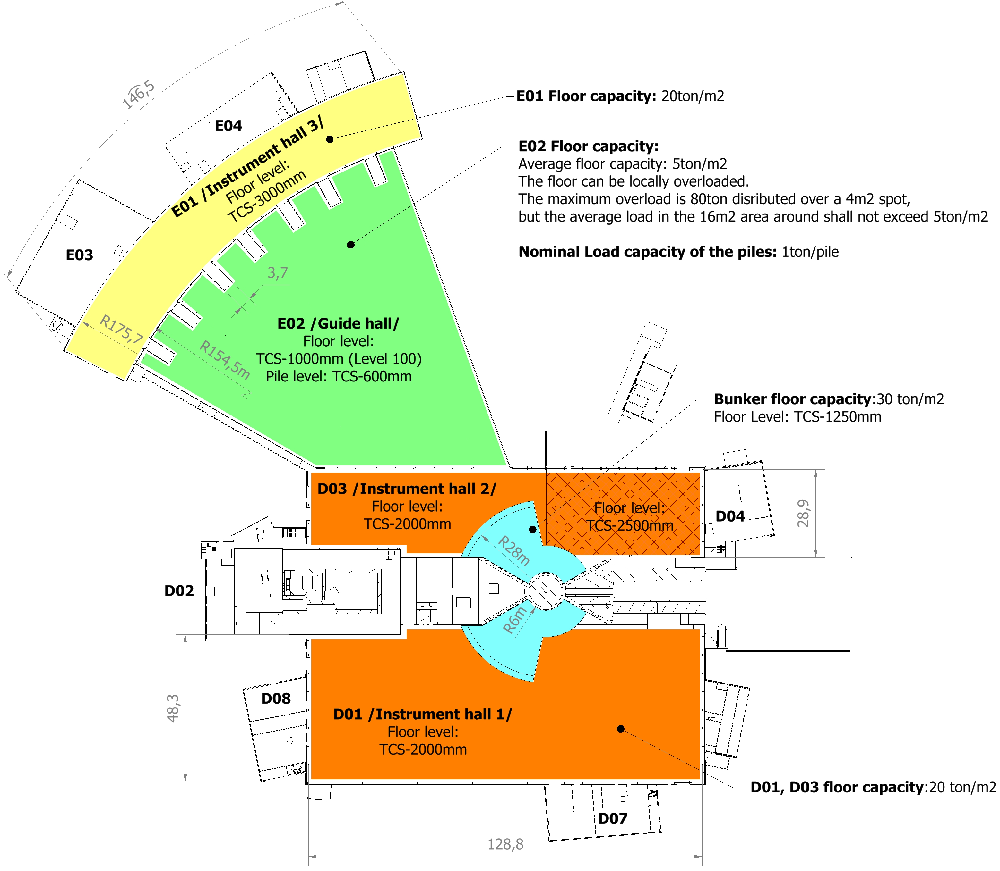 146,5
E04
E01 Floor capacity: 20ton/m2
E01 /Instrument hall 3/
Floor level:
TCS-3000mm
E02 Floor capacity:
Average floor capacity: 5ton/m2
The floor can be locally overloaded.
The maximum overload is 80ton disributed over a 4m2 spot,
but the average load in the 16m2 area around shall not exceed 5ton/m2
Nominal Load capacity of the piles: 1ton/pile
E03
3,7
R175,7
R154,5m
E02 /Guide hall/
Floor level:
TCS-1000mm (Level 100)
Pile level: TCS-600mm
Bunker floor capacity:30 ton/m2
Floor Level: TCS-1250mm
D03 /Instrument hall 2/
Floor level:
TCS-2000mm
Floor level:
TCS-2500mm
D04
28,9
R28m
D02
R6m
48,3
D08
D01 /Instrument hall 1/
Floor level:
TCS-2000mm
D01, D03 floor capacity:20 ton/m2
D07
128,8